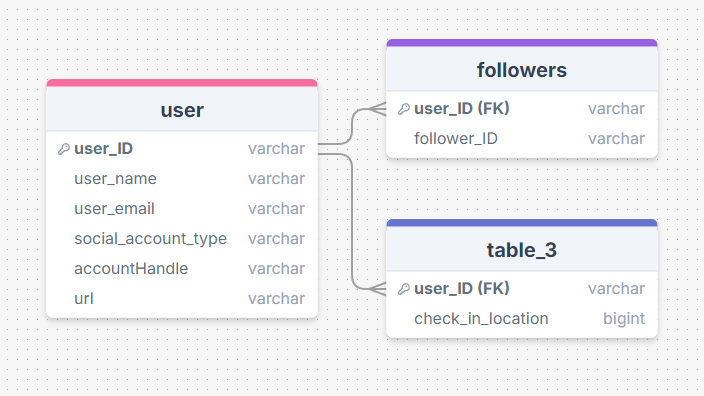 user
user_ID varchar
user_name varchar
user_email varchar
social_account_type varchar
accountHandle varchar
url varchar
followers
user_ID (FK) varchar
follower_ID varchar
table_3
user_ID (FK) varchar
check_in_location bigint